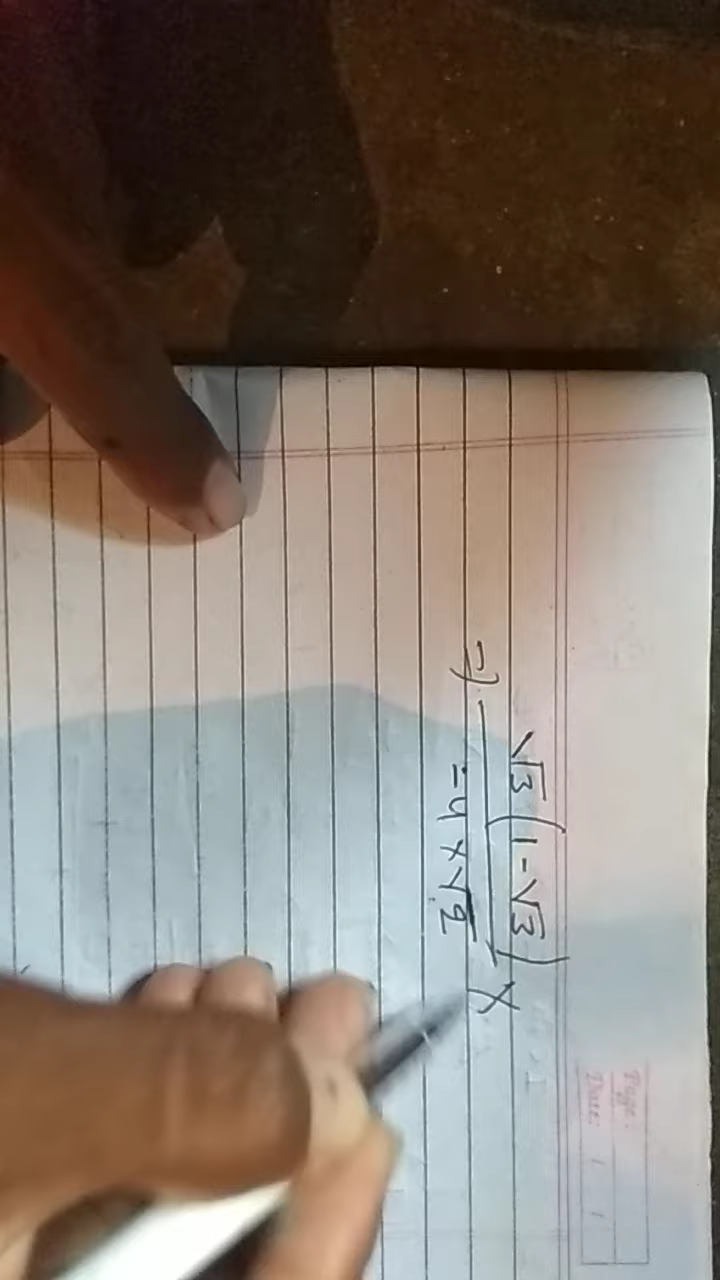 Page:
Date: / /
√3(1-√3) x
=) ―――
-4 x √2